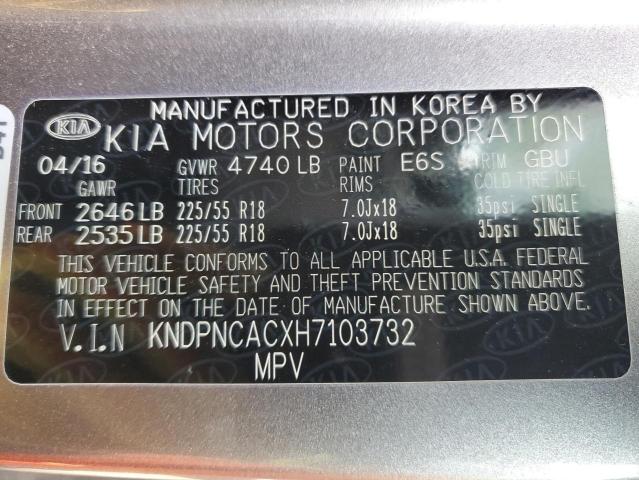 MANUFACTURED IN KOREA BY
KIA KIA MOTORS CORPORATION
04/16 GVWR 4740 LB PAINT E6S TRIM GBU
GAWR TIRES RIMS COLD TIRE INFL
FRONT 2646 LB 225/55 R18 7.0Jx18 35psi SINGLE
REAR 2535 LB 225/55 R18 7.0Jx18 35psi SINGLE
THIS VEHICLE CONFORMS TO ALL APPLICABLE U.S.A. FEDERAL
MOTOR VEHICLE SAFETY AND THEFT PREVENTION STANDARDS
IN EFFECT ON THE DATE OF MANUFACTURE SHOWN ABOVE.
V.I.N KNDPNCACXH7103732
MPV